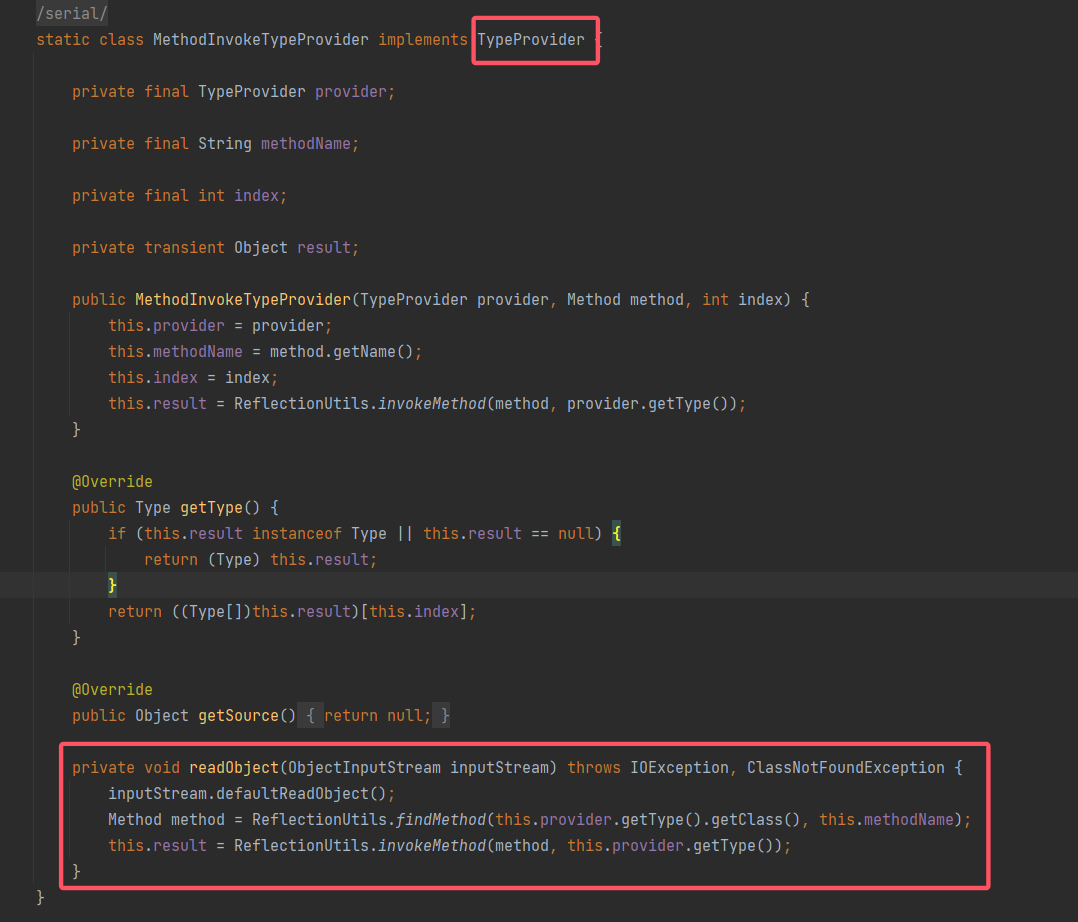 /serial/
static class MethodInvokeTypeProvider implements TypeProvider {
private final TypeProvider provider;
private final String methodName;
private final int index;
private transient Object result;
public MethodInvokeTypeProvider(TypeProvider provider, Method method, int index) {
this.provider = provider;
this.methodName = method.getName();
this.index = index;
this.result = ReflectionUtils.invokeMethod(method, provider.getType());
}
@Override
public Type getType() {
if (this.result instanceof Type || this.result == null) {
return (Type) this.result;
}
return ((Type[])this.result)[this.index];
}
@Override
public Object getSource() { return null; }
private void readObject(ObjectInputStream inputStream) throws IOException, ClassNotFoundException {
inputStream.defaultReadObject();
Method method = ReflectionUtils.findMethod(this.provider.getType().getClass(), this.methodName);
this.result = ReflectionUtils.invokeMethod(method, this.provider.getType());
}
}